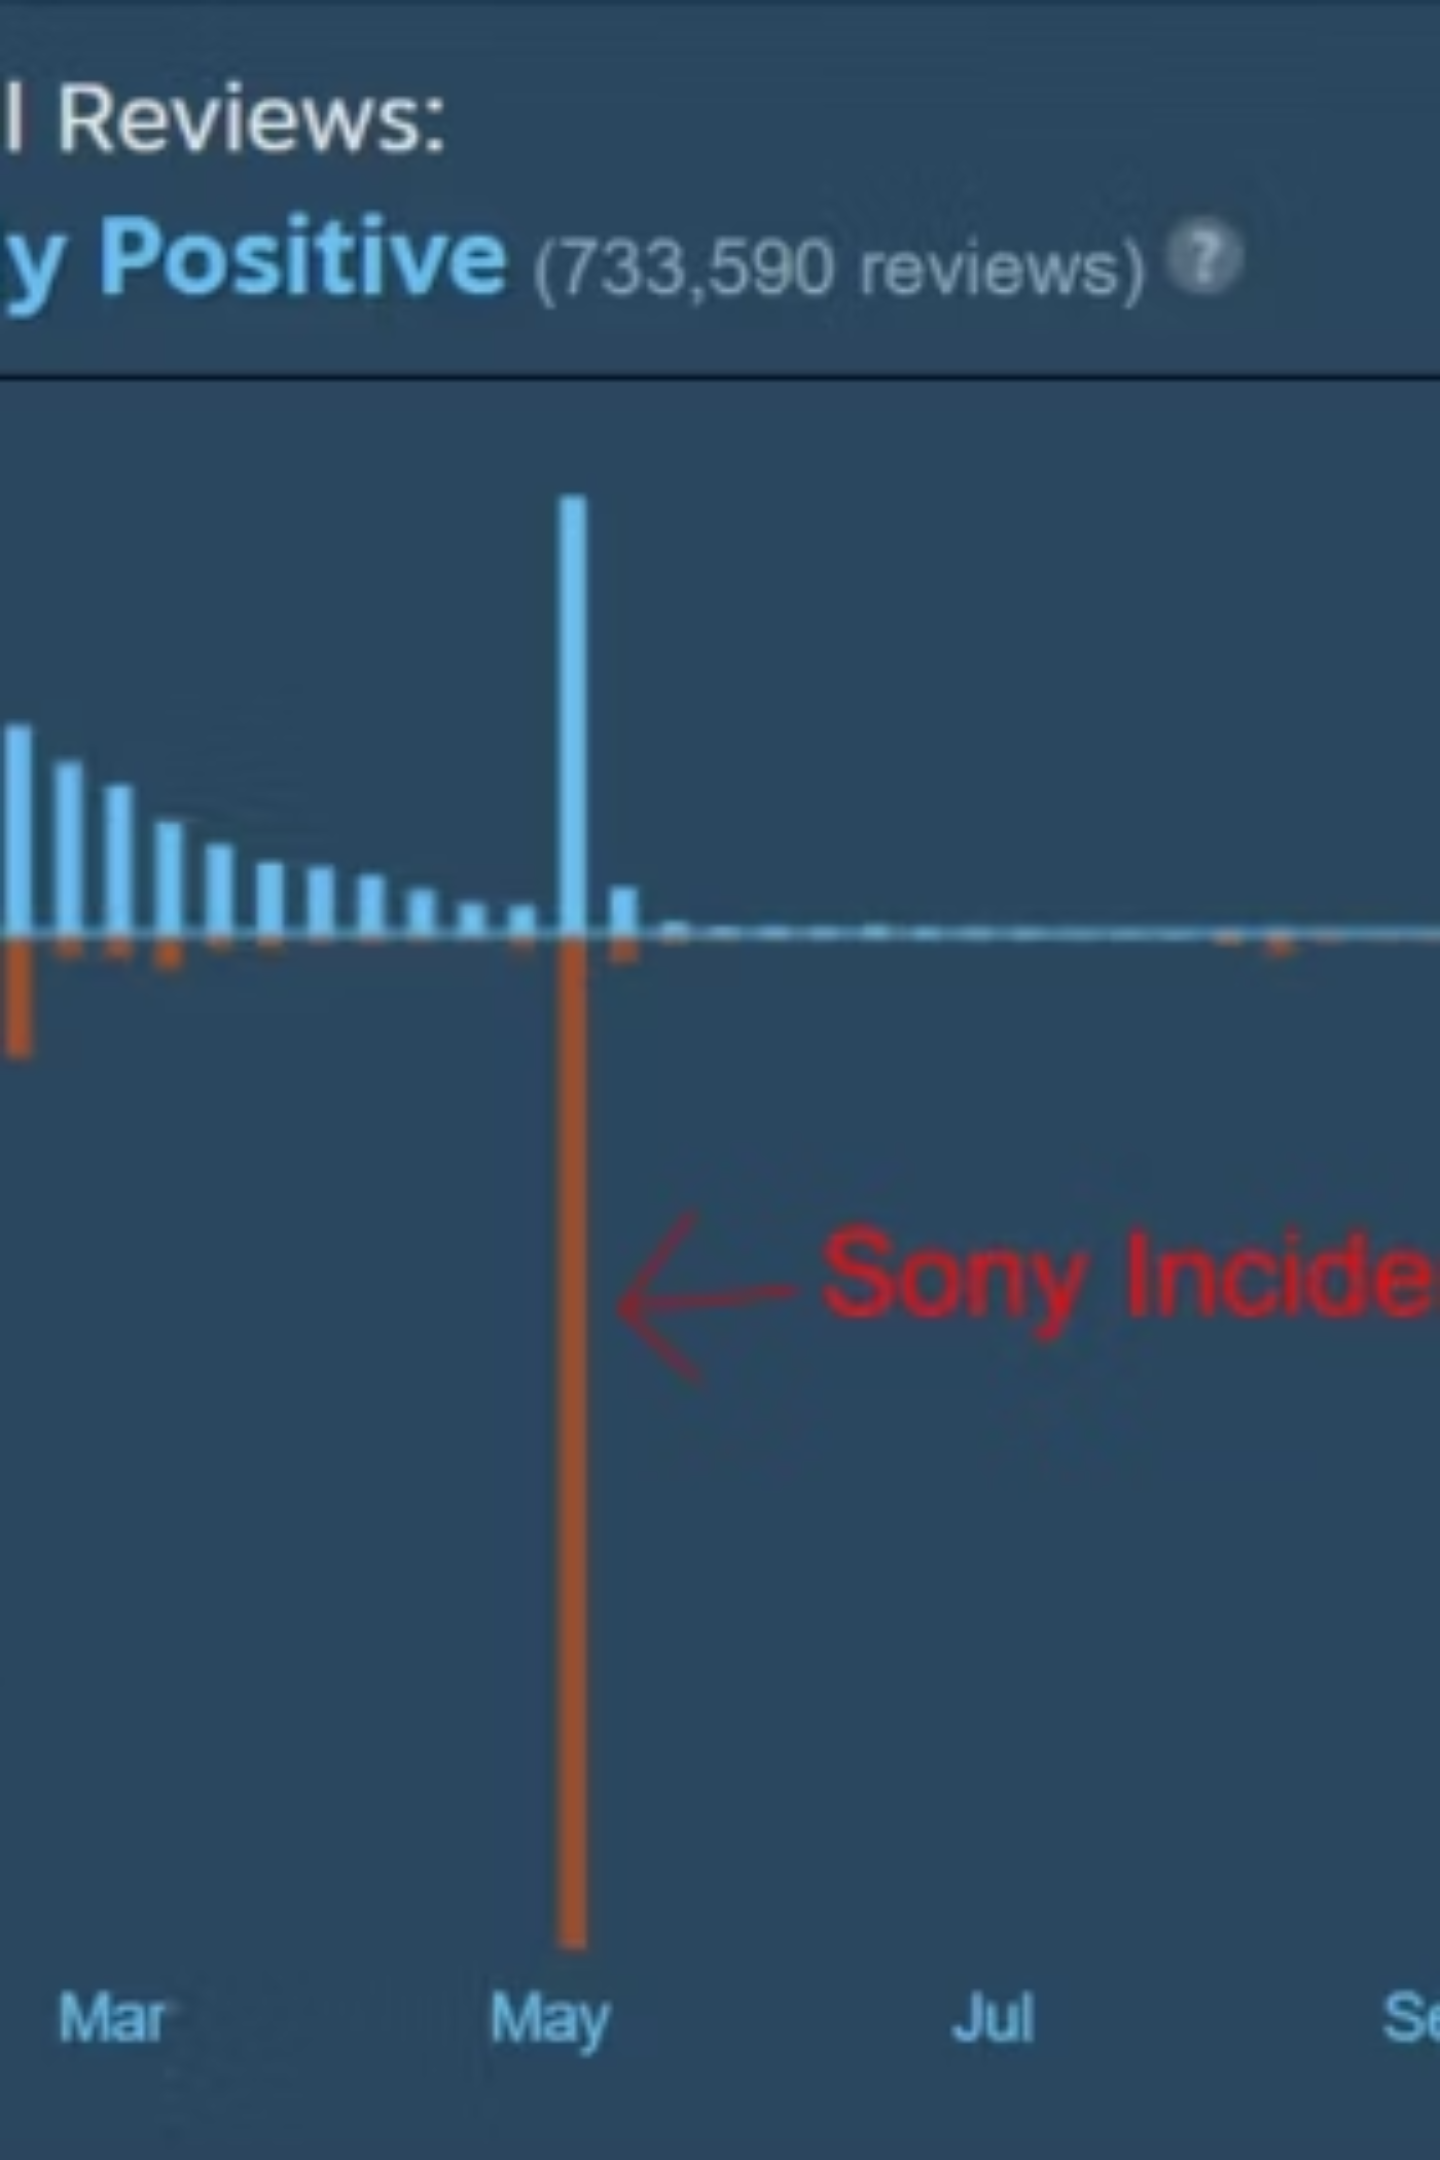 l Reviews:
y Positive (733,590 reviews) ?
Sony Incide
Mar May Jul Se